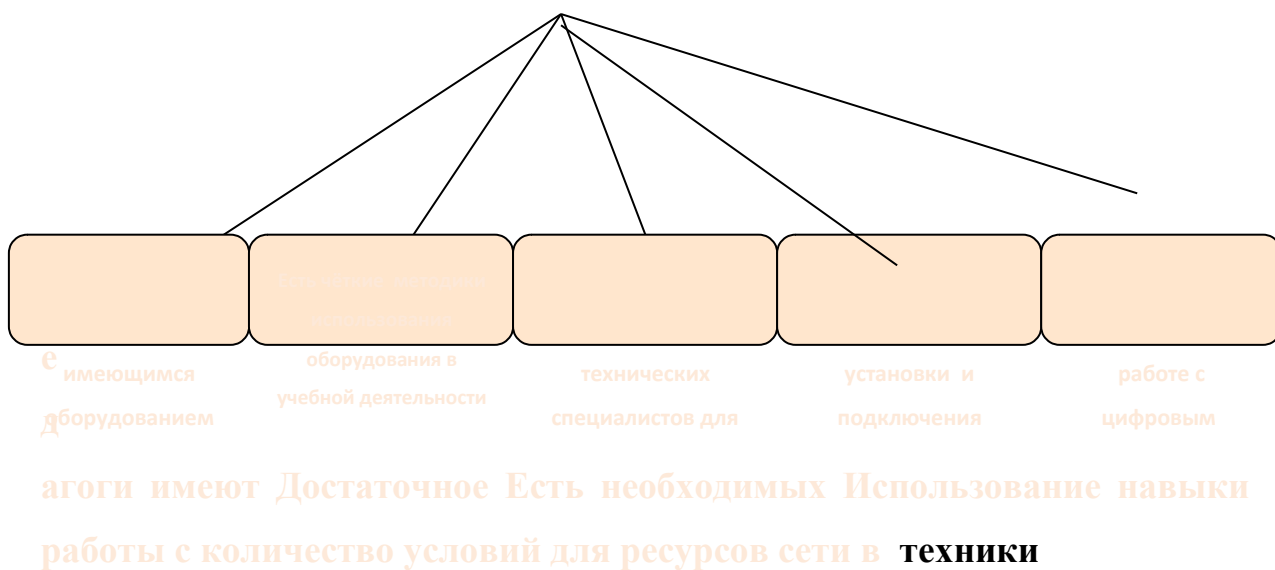 е
оборудования в
имеющимся технических установки и работе с
учебной деятельности
оборудованием специалистов для подключения цифровым
д
агоги имеют Достаточное Есть необходимых Использование навыки
работы с количество условий для ресурсов сети в техники